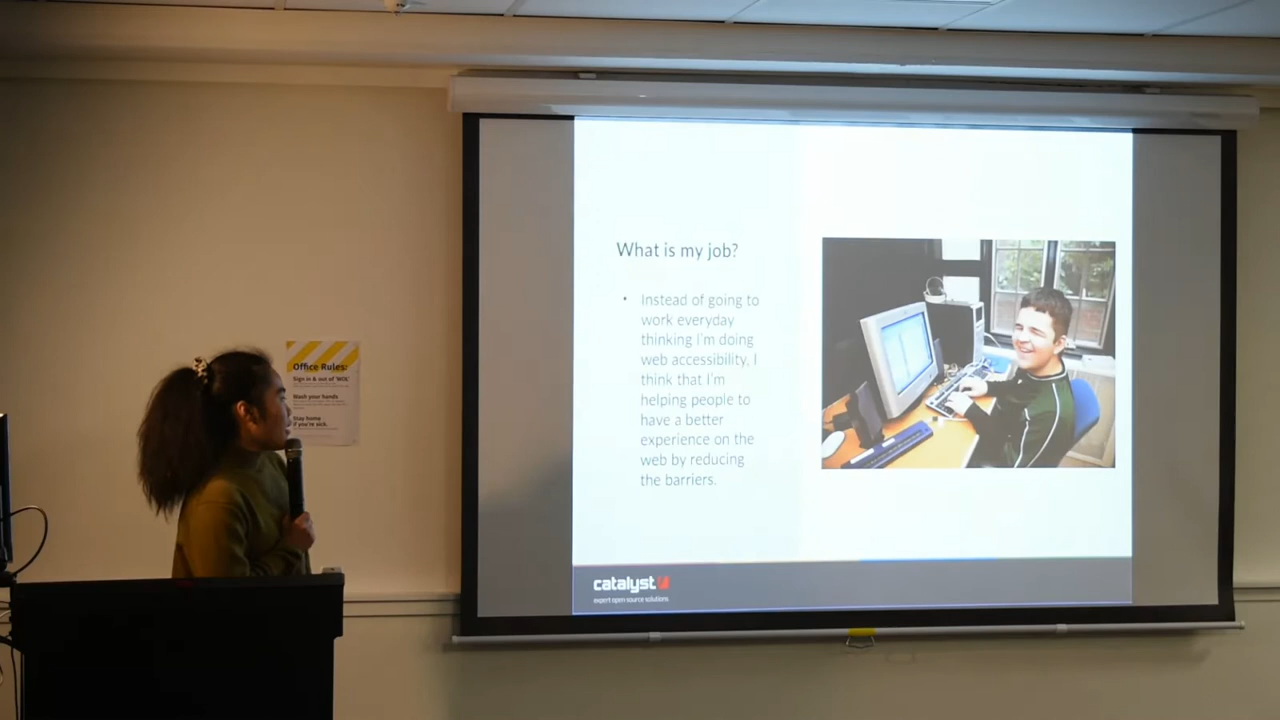 Office Rules:
Sign in & out of 'WOL'
Wash your hands
Stay home
if you're sick.
What is my job?
• Instead of going to
work everyday
thinking I'm doing
web accessibility, I
think that I'm
helping people to
have a better
experience on the
web by reducing
the barriers.
catalyst
expert open source solutions